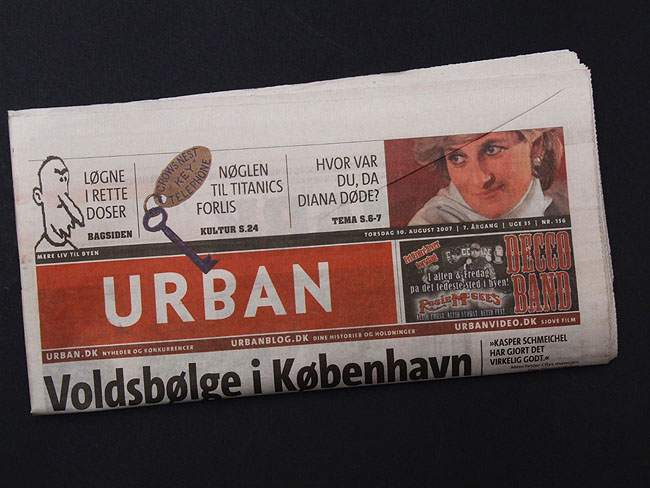 LØGNE
I RETTE
DOSER
BAGSIDEN
CROWS NEST
KEY
TELEPHONE
NØGLEN
TIL TITANICS
FORLIS
KULTUR S.24
HVOR VAR
DU, DA
DIANA DØDE?
TEMA S.6-7
MERE LIV TIL BYEN
TORSDAG 30. AUGUST 2007 | 7. ÅRGANG | UGE 35 | NR. 156
URBAN
I aften & Fredag
på det fedeste sted i byen!
Rosie McGEES
DECCO
BAND
URBAN.DK NYHEDER OG KONKURRENCER
URBANBLOG.DK DINE HISTORIER OG HOLDNINGER
URBANVIDEO.DK SJOVE FILM
Voldsbølge i København
»KASPER SCHMEICHEL
HAR GJORT DET
VIRKELIG GODT.«